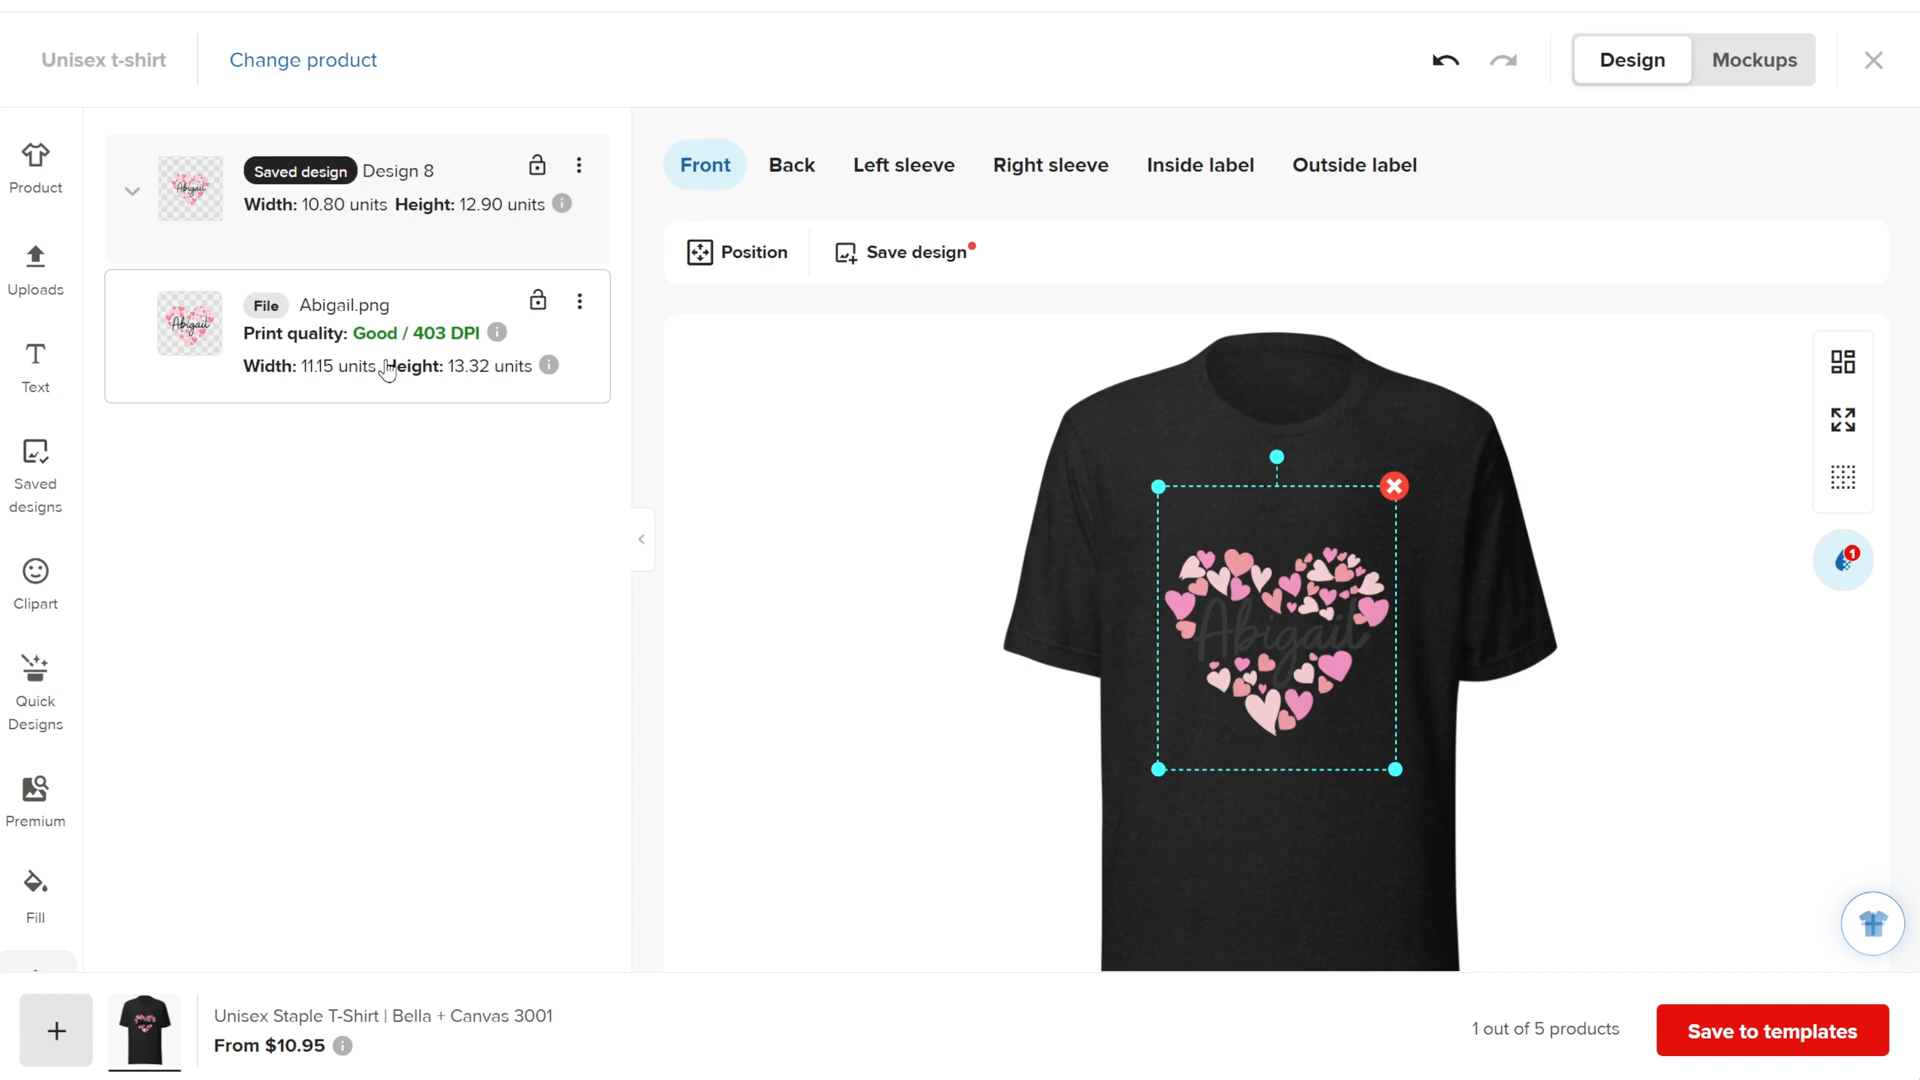 Unisex t-shirt
Change product
Design
Mockups
Product
Uploads
Text
Saved
designs
Clipart
Quick
Designs
Premium
Fill
Saved design Design 8
Width: 10.80 units Height: 12.90 units
File Abigail.png
Print quality: Good / 403 DPI
Width: 11.15 units Height: 13.32 units
Abigail
Abigail
Front
Back
Left sleeve
Right sleeve
Inside label
Outside label
Position
Save design
Abigail
1
Unisex Staple T-Shirt | Bella + Canvas 3001
From $10.95
1 out of 5 products
Save to templates